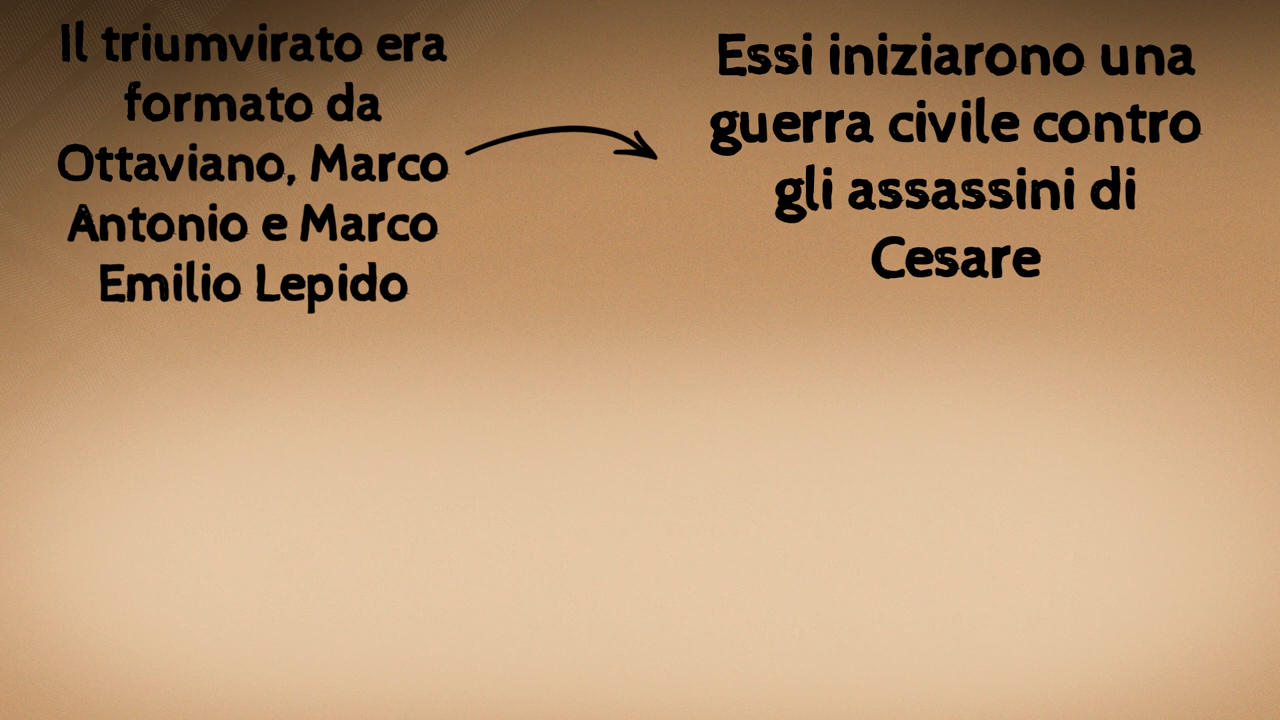 Il triumvirato era
formato da
Ottaviano, Marco
Antonio e Marco
Emilio Lepido
Essi iniziarono una
guerra civile contro
gli assassini di
Cesare